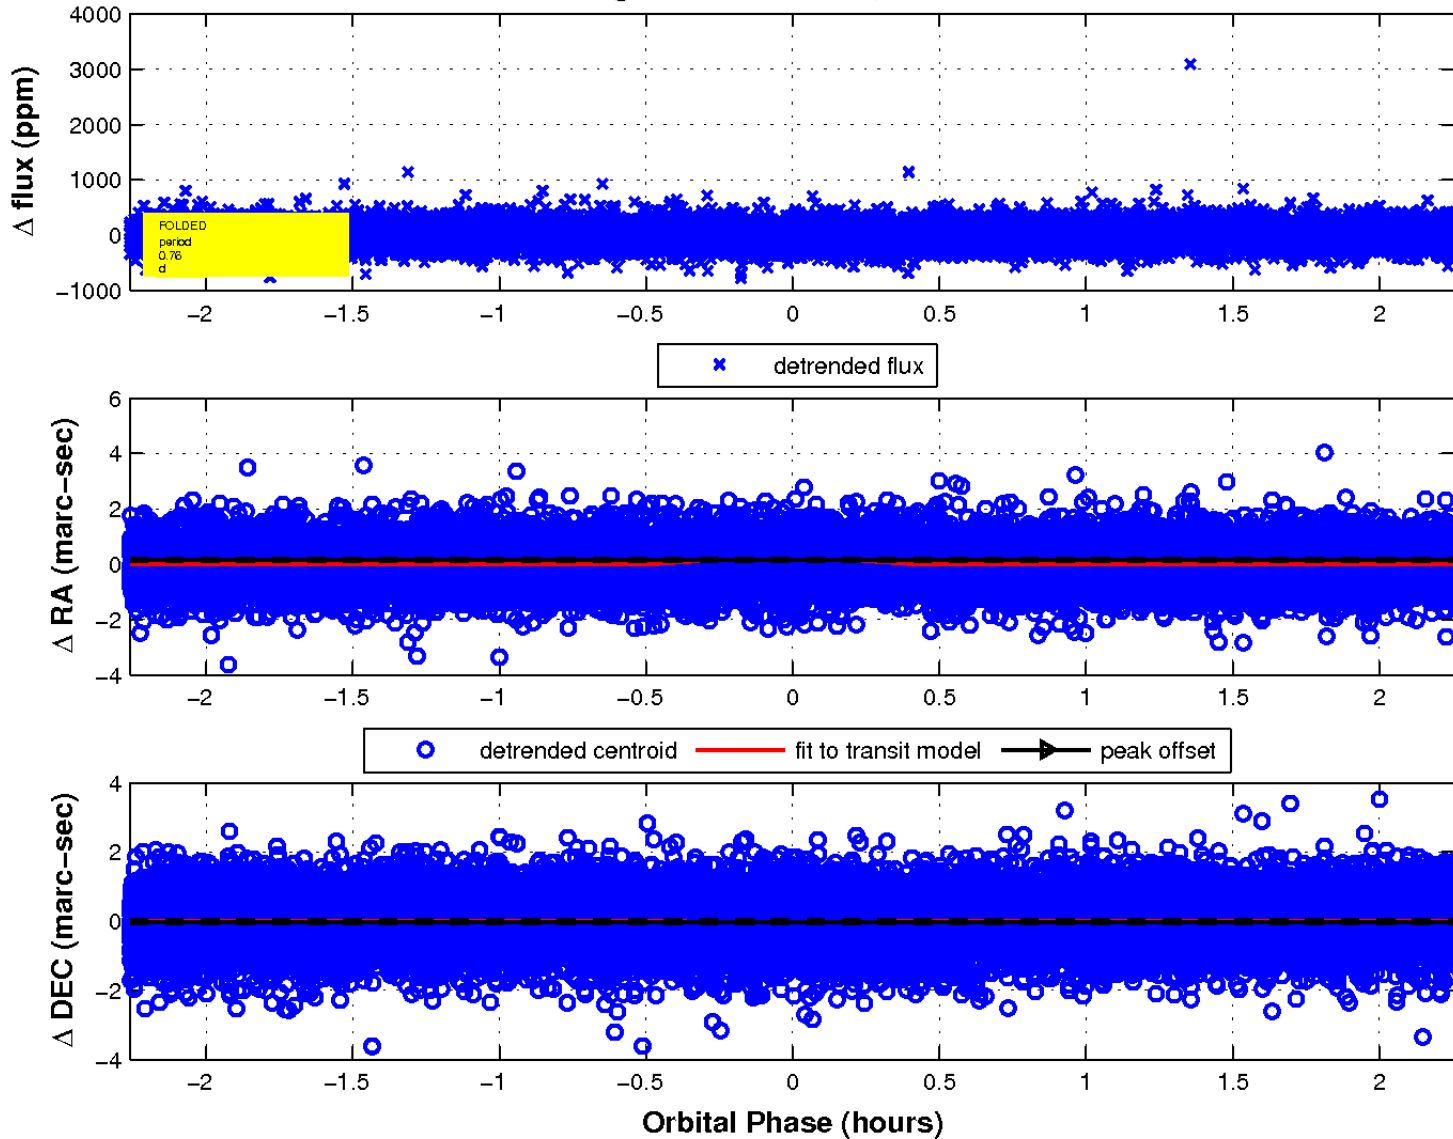 4000
3000
2000
1000
0
−1000
Δ flux (ppm)
FOLDED
period
0.76
d
−2 −1.5 −1 −0.5 0 0.5 1 1.5 2
detrended flux
6
4
2
0
−2
−4
Δ RA (marc−sec)
−2 −1.5 −1 −0.5 0 0.5 1 1.5 2
detrended centroid fit to transit model peak offset
4
2
0
−2
−4
Δ DEC (marc−sec)
−2 −1.5 −1 −0.5 0 0.5 1 1.5 2
Orbital Phase (hours)